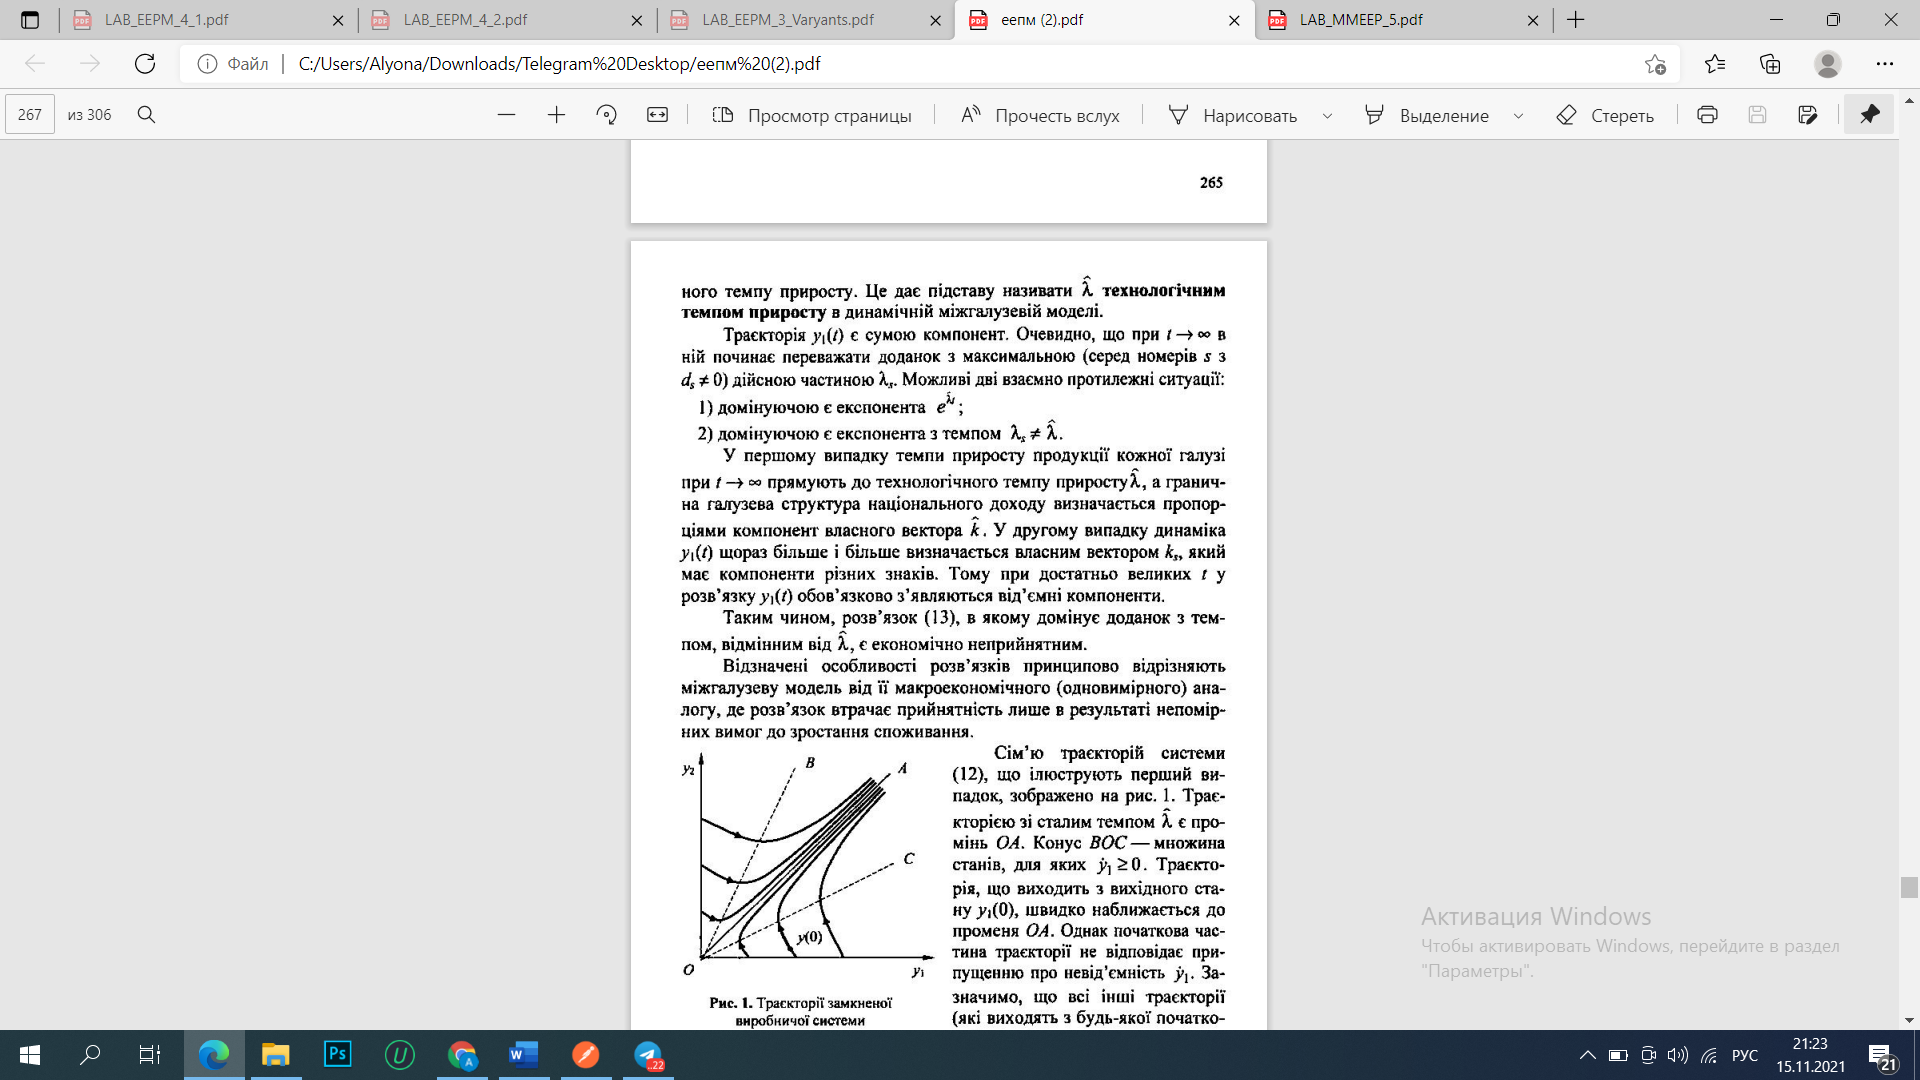 LAB_EEPM_4_1.pdf
LAB_EEPM_4_2.pdf
LAB_EEPM_3_Varyants.pdf
еепм (2).pdf
LAB_MMEEP_5.pdf
Файл
C:/Users/Alyona/Downloads/Telegram%20Desktop/еепм%20(2).pdf
267 из 306
Просмотр страницы
Прочесть вслух
Нарисовать
Выделение
Стереть
265
ного темпу приросту. Це дає підставу називати λ̂ технологічним
темпом приросту в динамічній міжгалузевій моделі.
Траєкторія y₁(t) є сумою компонент. Очевидно, що при t → ∞ в
ній починає переважати доданок з максимальною (серед номерів s з
dₛ ≠ 0) дійсною частиною λₛ. Можливі дві взаємно протилежні ситуації:
1) домінуючою є експонента e^λ̂t;
2) домінуючою є експонента з темпом λₛ ≠ λ̂.
У першому випадку темпи приросту продукції кожної галузі
при t → ∞ прямують до технологічного темпу приросту λ̂, а гранич-
на галузева структура національного доходу визначається пропор-
ціями компонент власного вектора k̂. У другому випадку динаміка
y₁(t) щораз більше і більше визначається власним вектором kₛ, який
має компоненти різних знаків. Тому при достатньо великих t у
розв’язку y₁(t) обов’язково з’являються від’ємні компоненти.
Таким чином, розв’язок (13), в якому домінує доданок з тем-
пом, відмінним від λ̂, є економічно неприйнятним.
Відзначені особливості розв’язків принципово відрізняють
міжгалузеву модель від її макроекономічного (одновимірного) ана-
логу, де розв’язок втрачає прийнятність лише в результаті непомір-
них вимог до зростання споживання.
y₂
B
A
C
y(0)
O
y₁
Рис. 1. Траєкторії замкненої
виробничої системи
Сім’ю траєкторій системи
(12), що ілюструють перший ви-
падок, зображено на рис. 1. Трає-
кторією зі сталим темпом λ̂ є про-
мінь OA. Конус BOC — множина
станів, для яких ẏ₁ ≥ 0. Траєкто-
рія, що виходить з вихідного ста-
ну y₁(0), швидко наближається до
променя OA. Однак початкова час-
тина траєкторії не відповідає при-
пущенню про невід’ємність ẏ₁. За-
значимо, що всі інші траєкторії
(які виходять з будь-якої початко-
Активация Windows
Чтобы активировать Windows, перейдите в раздел
"Параметры".
Ps
U
A
W
..22
РУС
21:23
15.11.2021
21